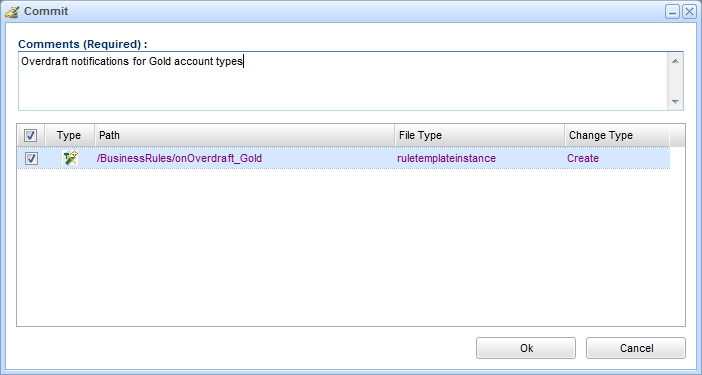 Commit
Comments (Required) :
Overdraft notifications for Gold account types
Type Path File Type Change Type
/BusinessRules/onOverdraft_Gold ruletemplateinstance Create
Ok Cancel